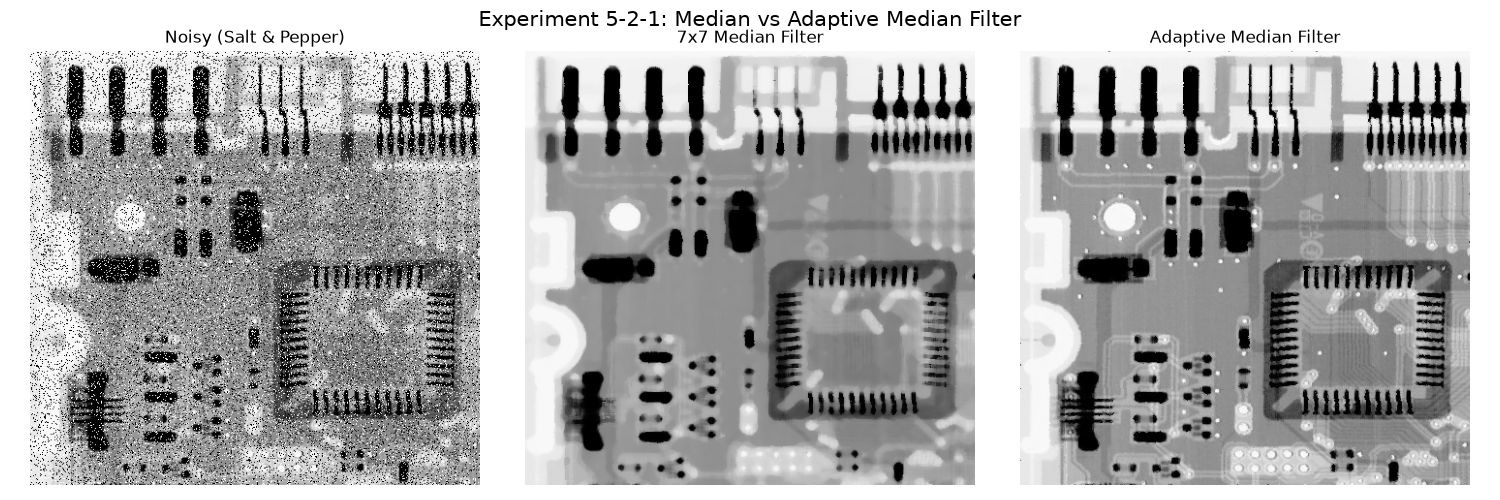 Experiment 5-2-1: Median vs Adaptive Median Filter
Noisy (Salt & Pepper)
7x7 Median Filter
Adaptive Median Filter